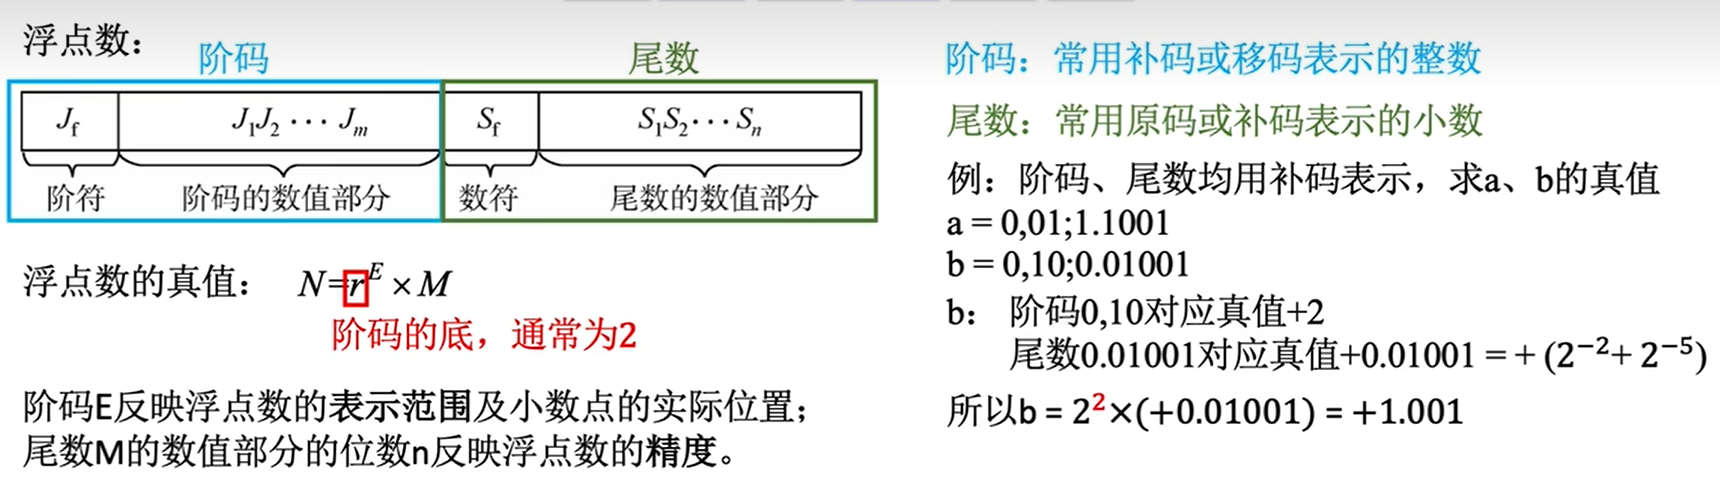 浮点数：
阶码 尾数
J_f J_1J_2 ··· J_m S_f S_1S_2 ··· S_n
阶符 阶码的数值部分 数符 尾数的数值部分
浮点数的真值： N=r^E ×M
阶码的底，通常为2
阶码E反映浮点数的表示范围及小数点的实际位置；
尾数M的数值部分的位数n反映浮点数的精度。
阶码：常用补码或移码表示的整数
尾数：常用原码或补码表示的小数
例：阶码、尾数均用补码表示，求a、b的真值
a = 0,01;1.1001
b = 0,10;0.01001
b： 阶码0,10对应真值+2
尾数0.01001对应真值+0.01001 = + (2⁻²+ 2⁻⁵)
所以b = 2²×(+0.01001) = +1.001